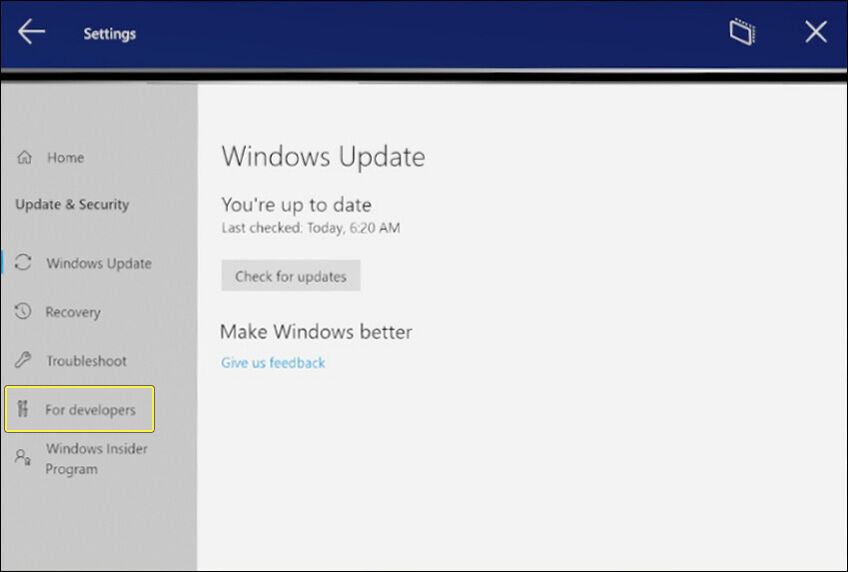 Settings
Home
Update & Security
Windows Update
Recovery
Troubleshoot
For developers
Windows Insider
Program
Windows Update
You're up to date
Last checked: Today, 6:20 AM
Check for updates
Make Windows better
Give us feedback